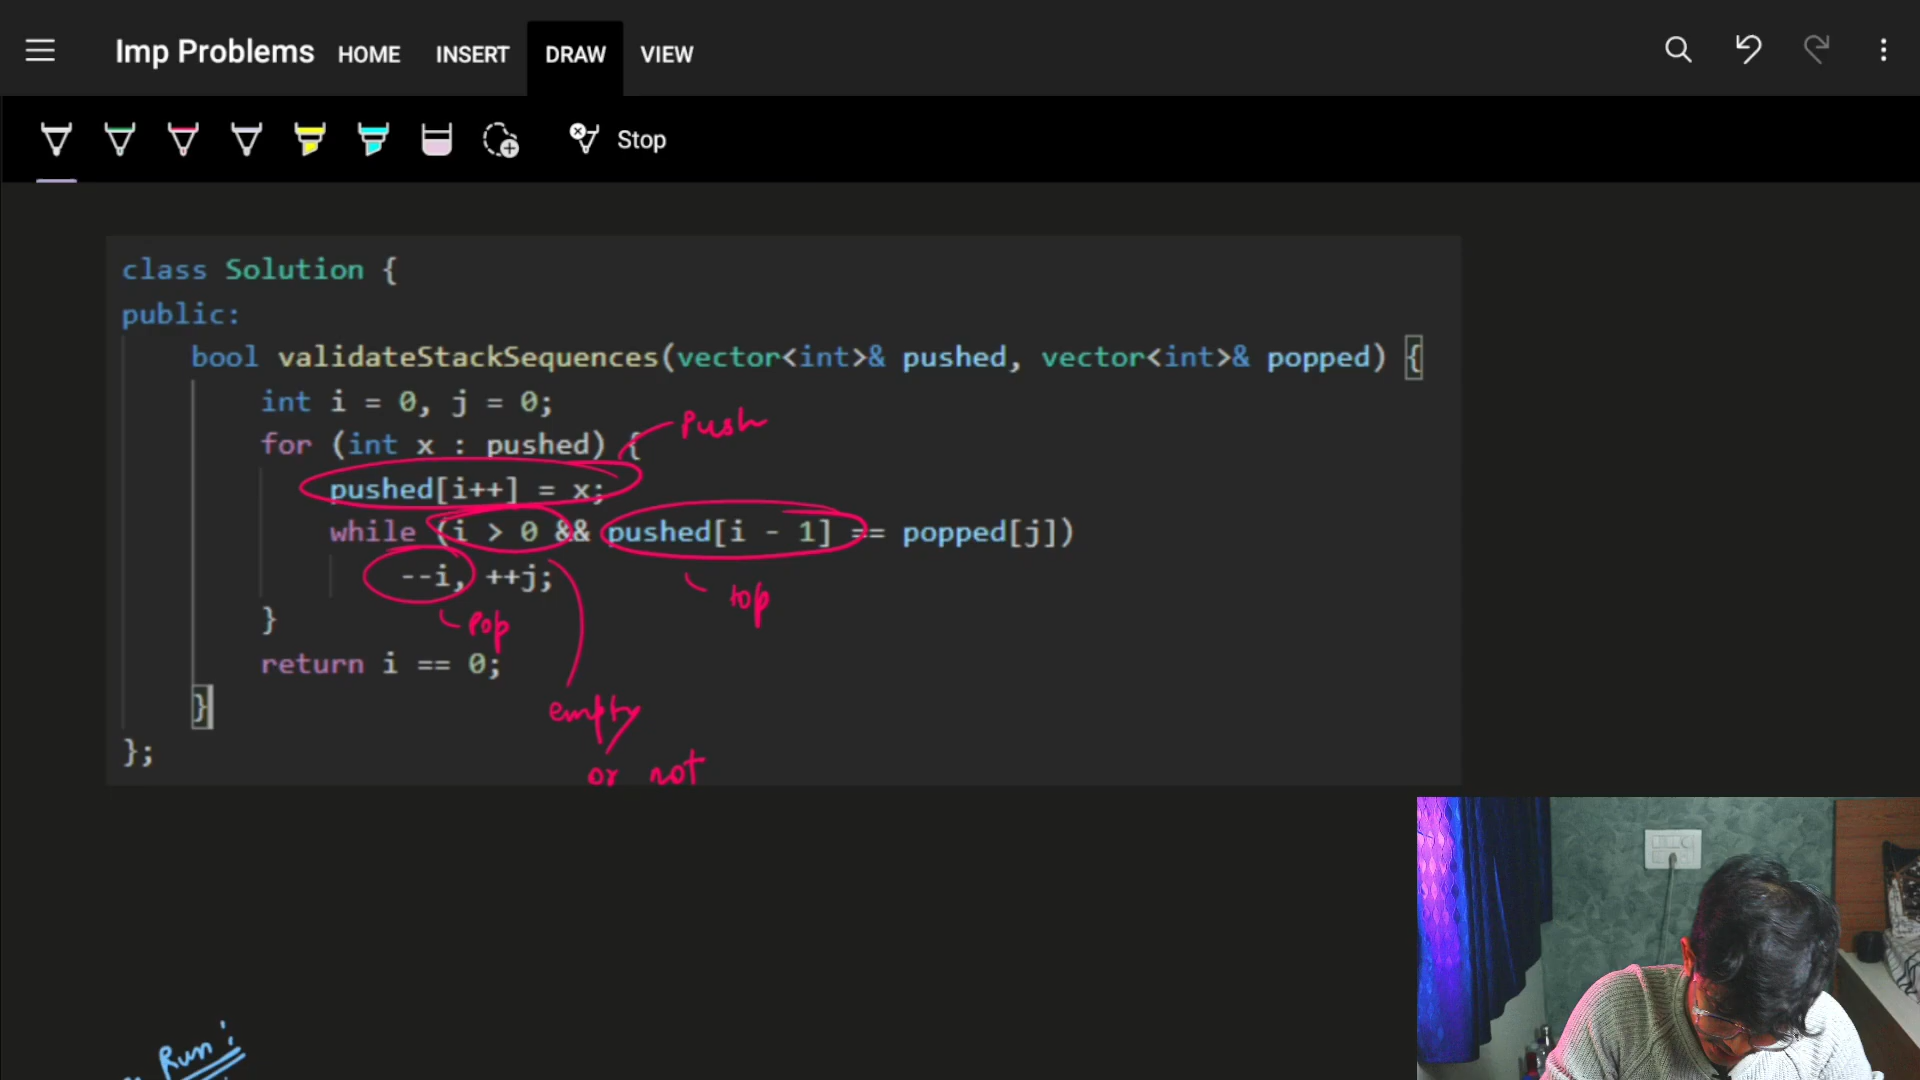 Imp Problems HOME INSERT DRAW VIEW
Stop
class Solution {
public:
bool validateStackSequences(vector<int>& pushed, vector<int>& popped) {
int i = 0, j = 0;
Push
for (int x : pushed) {
pushed[i++] = x;
while (i > 0 && pushed[i - 1] == popped[j])
--i, ++j;
top
}
Pop
return i == 0;
}
empty
or not
};
Run :